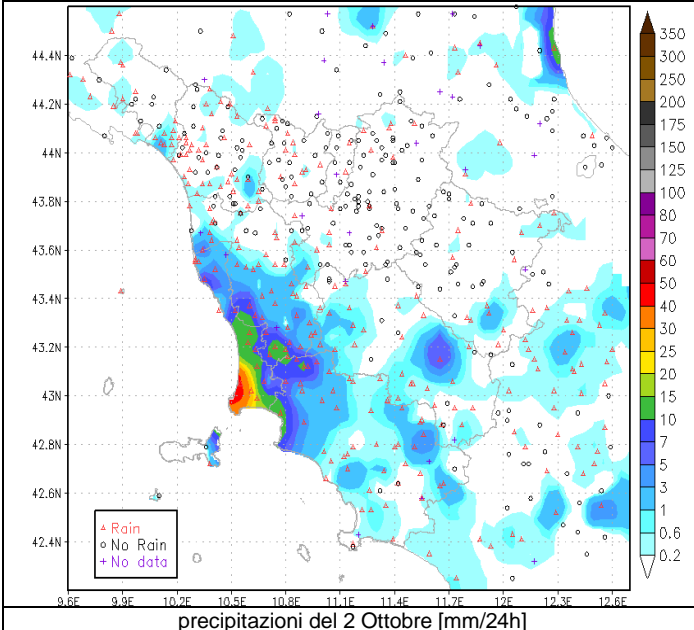 44.4N
44.2N
44N
43.8N
43.6N
43.4N
43.2N
43N
42.8N
42.6N
42.4N
9.6E 9.9E 10.2E 10.5E 10.8E 11.1E 11.4E 11.7E 12E 12.3E 12.6E
Rain
No Rain
No data
350
300
250
200
175
150
125
100
80
70
60
50
40
30
25
20
15
10
7
5
3
1
0.6
0.2
precipitazioni del 2 Ottobre [mm/24h]